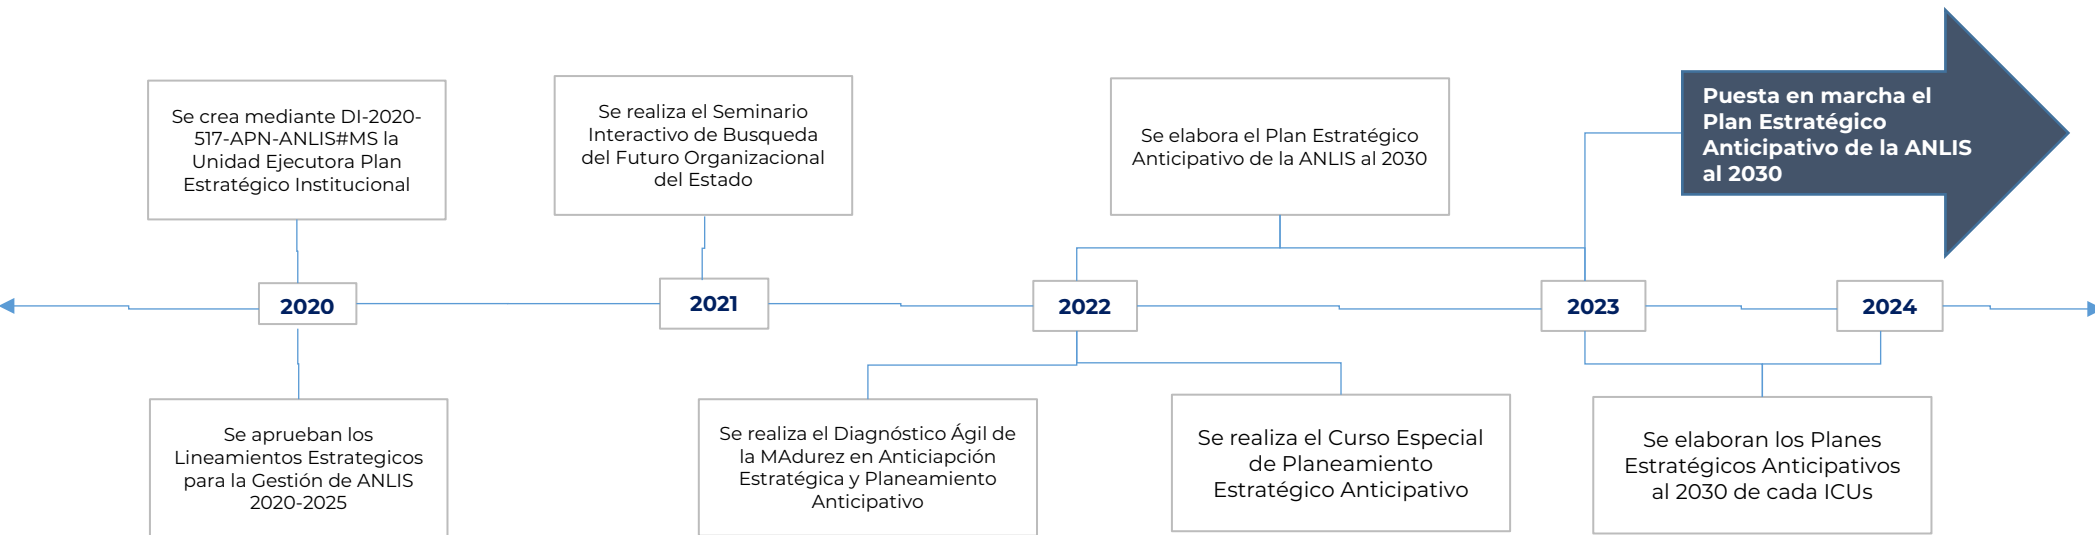 Se crea mediante DI-2020-
517-APN-ANLIS#MS la
Unidad Ejecutora Plan
Estratégico Institucional
Se realiza el Seminario
Interactivo de Busqueda
del Futuro Organizacional
del Estado
Se elabora el Plan Estratégico
Anticipativo de la ANLIS al 2030
Puesta en marcha el
Plan Estratégico
Anticipativo de la ANLIS
al 2030
2020
2021
2022
2023
2024
Se aprueban los
Lineamientos Estrategicos
para la Gestión de ANLIS
2020-2025
Se realiza el Diagnóstico Ágil de
la MAdurez en Anticiapción
Estratégica y Planeamiento
Anticipativo
Se realiza el Curso Especial
de Planeamiento
Estratégico Anticipativo
Se elaboran los Planes
Estratégicos Anticipativos
al 2030 de cada ICUs